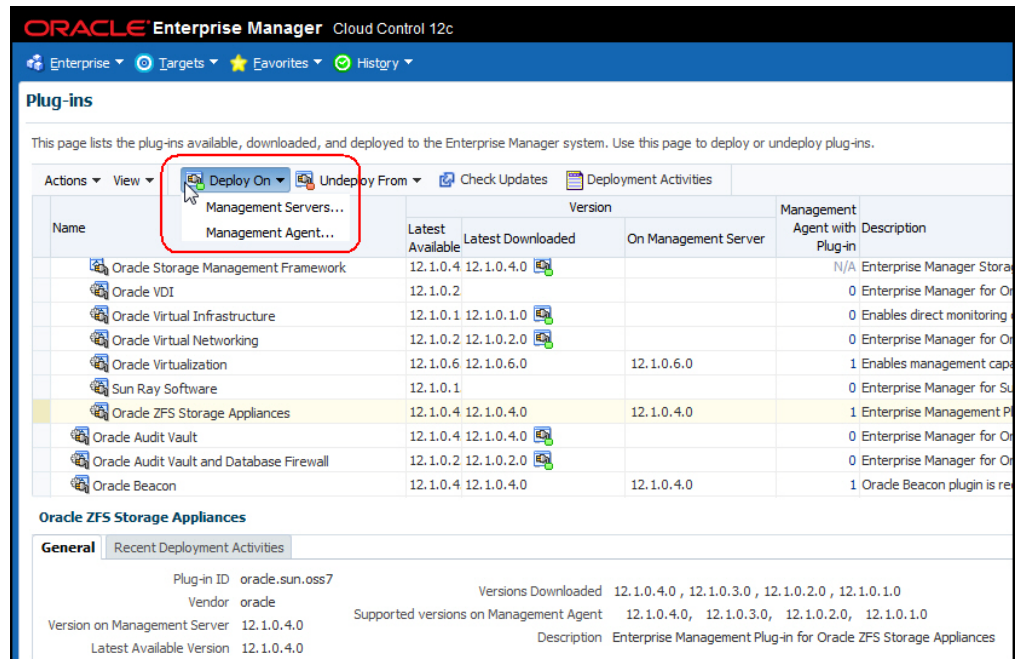 ORACLE Enterprise Manager Cloud Control 12c
Enterprise Targets Favorites History
Plug-ins
This page lists the plug-ins available, downloaded, and deployed to the Enterprise Manager system. Use this page to deploy or undeploy plug-ins.
Actions View Deploy On Undeploy From Check Updates Deployment Activities
Management Servers...
Management Agent...
Version
Name Latest Available Latest Downloaded On Management Server Management Agent with Plug-in Description
Oracle Storage Management Framework 12.1.0.4 12.1.0.4.0 N/A Enterprise Manager
Oracle VDI 12.1.0.2 0 Enterprise Manager for
Oracle Virtual Infrastructure 12.1.0.1 12.1.0.1.0 0 Enables direct monitoring
Oracle Virtual Networking 12.1.0.2 12.1.0.2.0 0 Enterprise Manager for
Oracle Virtualization 12.1.0.6 12.1.0.6.0 12.1.0.6.0 1 Enables management
Sun Ray Software 12.1.0.1 0 Enterprise Manager for
Oracle ZFS Storage Appliances 12.1.0.4 12.1.0.4.0 12.1.0.4.0 1 Enterprise Management
Oracle Audit Vault 12.1.0.4 12.1.0.4.0 0 Enterprise Manager for
Oracle Audit Vault and Database Firewall 12.1.0.2 12.1.0.2.0 0 Enterprise Manager for
Oracle Beacon 12.1.0.4 12.1.0.4.0 12.1.0.4.0 1 Oracle Beacon plugin is
Oracle ZFS Storage Appliances
General Recent Deployment Activities
Plug-in ID oracle.sun.oss7
Vendor oracle
Version on Management Server 12.1.0.4.0
Latest Available Version 12.1.0.4.0
Versions Downloaded 12.1.0.4.0 , 12.1.0.3.0 , 12.1.0.2.0 , 12.1.0.1.0
Supported versions on Management Agent 12.1.0.4.0, 12.1.0.3.0, 12.1.0.2.0, 12.1.0.1.0
Description Enterprise Management Plug-in for Oracle ZFS Storage Appliances